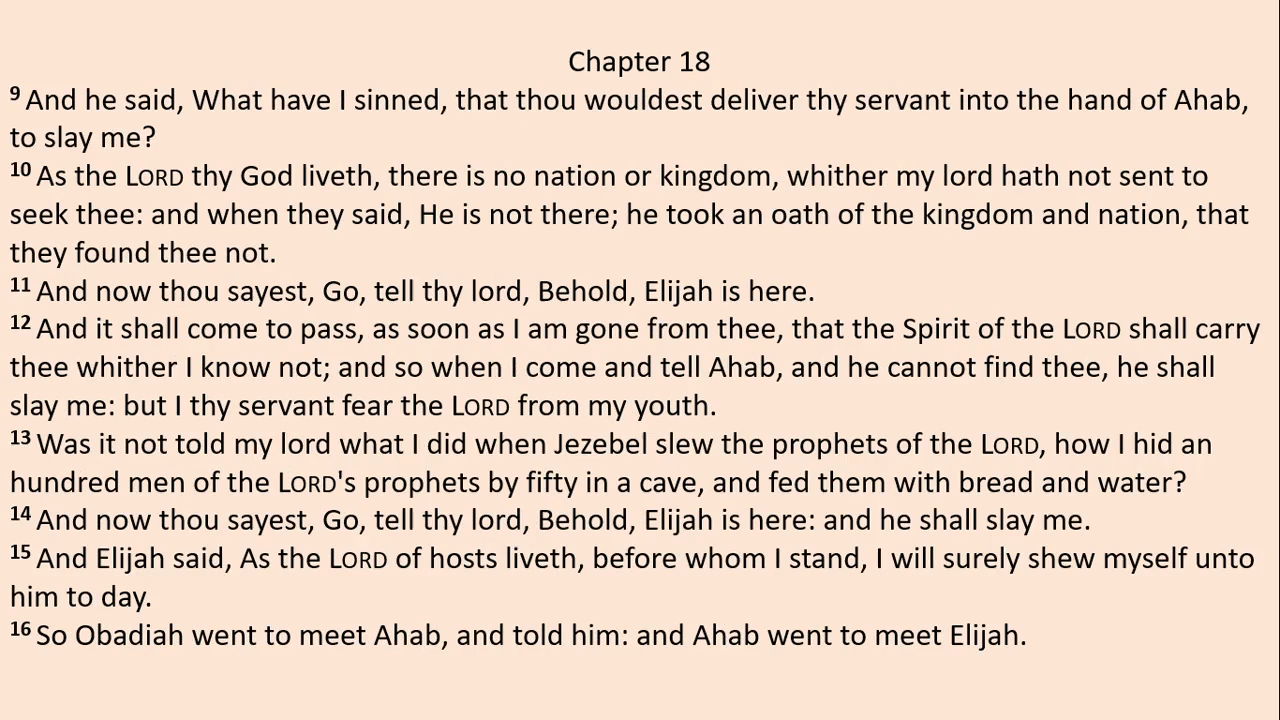 Chapter 18
9 And he said, What have I sinned, that thou wouldest deliver thy servant into the hand of Ahab,
to slay me?
10 As the LORD thy God liveth, there is no nation or kingdom, whither my lord hath not sent to
seek thee: and when they said, He is not there; he took an oath of the kingdom and nation, that
they found thee not.
11 And now thou sayest, Go, tell thy lord, Behold, Elijah is here.
12 And it shall come to pass, as soon as I am gone from thee, that the Spirit of the LORD shall carry
thee whither I know not; and so when I come and tell Ahab, and he cannot find thee, he shall
slay me: but I thy servant fear the LORD from my youth.
13 Was it not told my lord what I did when Jezebel slew the prophets of the LORD, how I hid an
hundred men of the LORD's prophets by fifty in a cave, and fed them with bread and water?
14 And now thou sayest, Go, tell thy lord, Behold, Elijah is here: and he shall slay me.
15 And Elijah said, As the LORD of hosts liveth, before whom I stand, I will surely shew myself unto
him to day.
16 So Obadiah went to meet Ahab, and told him: and Ahab went to meet Elijah.